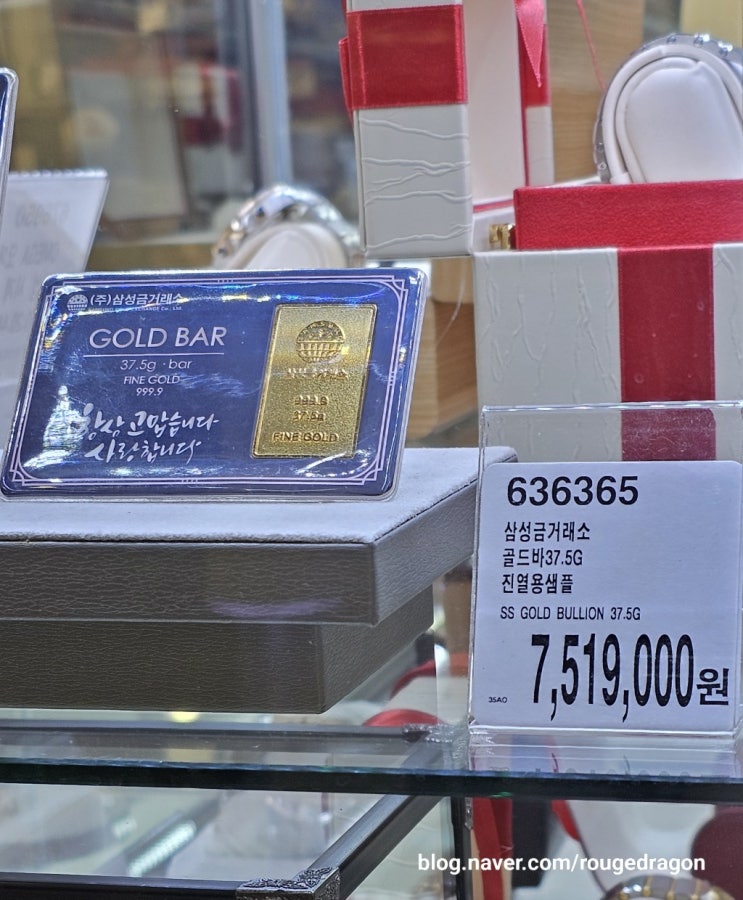 (주)삼성금거래소
GOLD BAR
37.5g · bar
FINE GOLD
999.9
항상 고맙습니다
사랑합니다
999.9
37.5g
FINE GOLD
636365
삼성금거래소
골드바37.5G
진열용샘플
SS GOLD BULLION 37.5G
7,519,000원
35AO
blog.naver.com/rougedragon